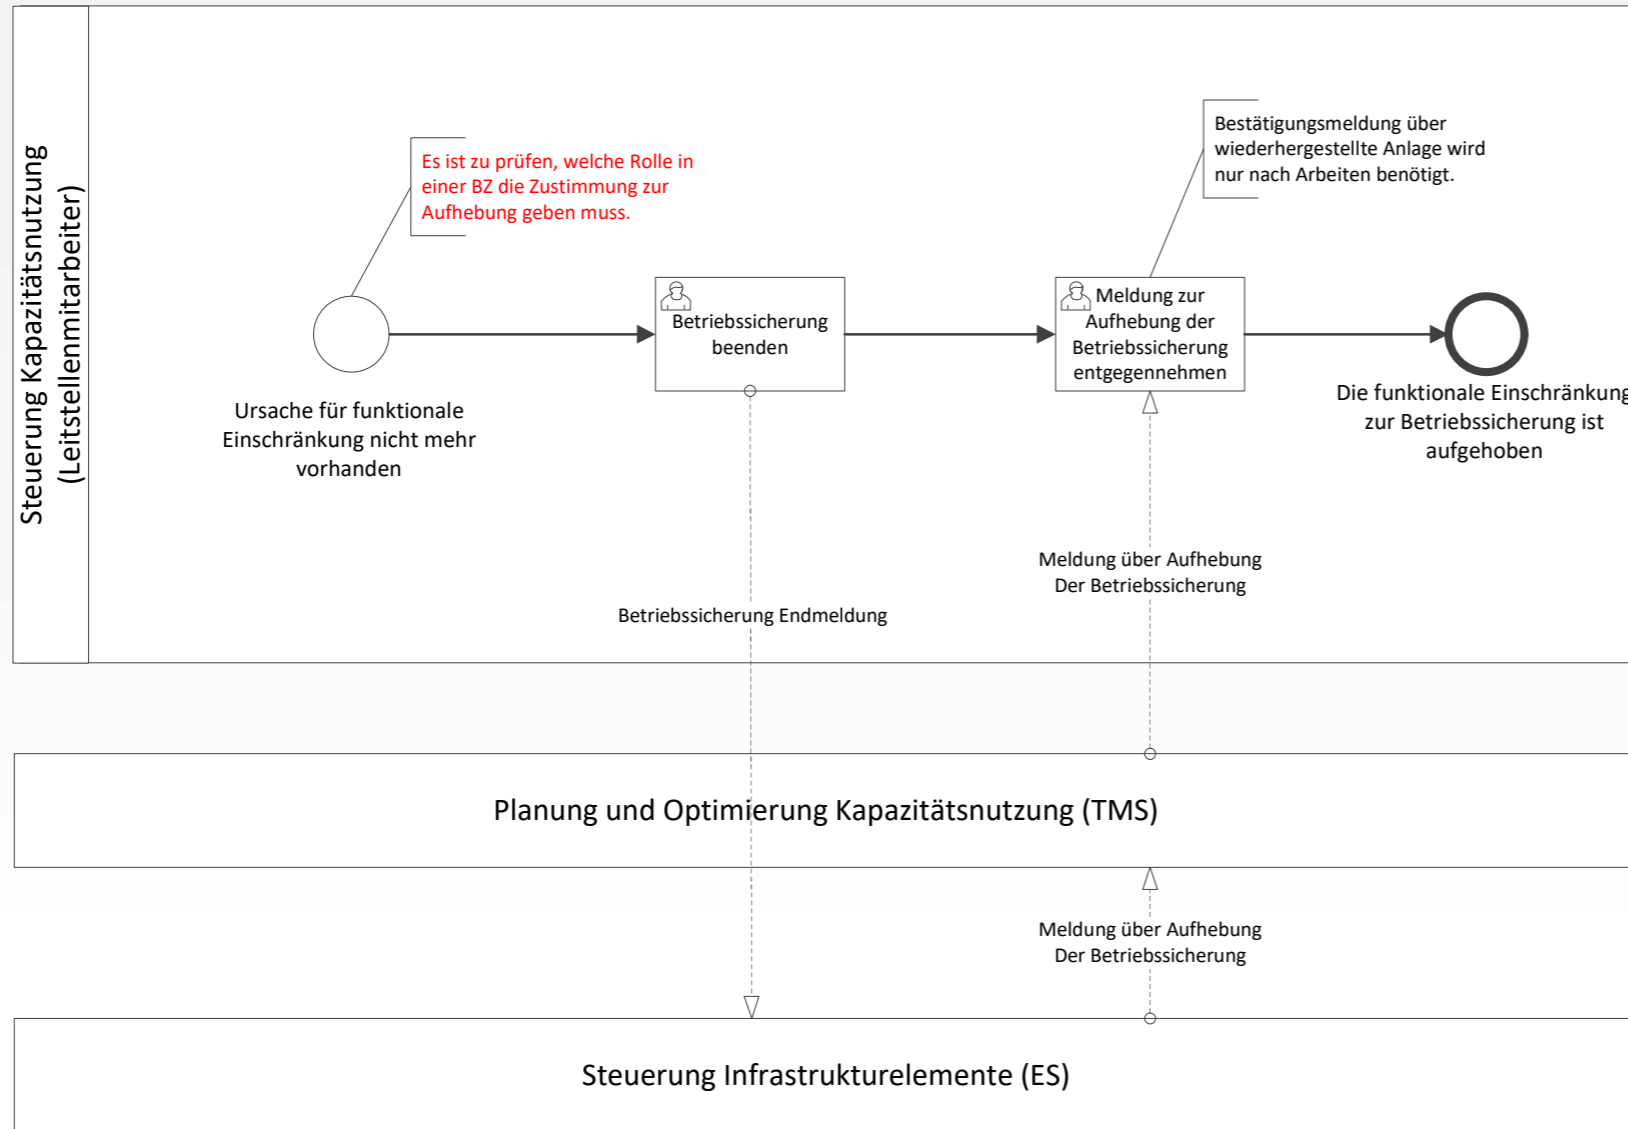 Steuerung Kapazitätsnutzung
(Leitstellenmitarbeiter)
Es ist zu prüfen, welche Rolle in
einer BZ die Zustimmung zur
Aufhebung geben muss.
Bestätigungsmeldung über
wiederhergestellte Anlage wird
nur nach Arbeiten benötigt.
Ursache für funktionale
Einschränkung nicht mehr
vorhanden
Betriebssicherung
beenden
Meldung zur
Aufhebung der
Betriebssicherung
entgegennehmen
Die funktionale Einschränkung
zur Betriebssicherung ist
aufgehoben
Betriebssicherung Endmeldung
Meldung über Aufhebung
Der Betriebssicherung
Planung und Optimierung Kapazitätsnutzung (TMS)
Meldung über Aufhebung
Der Betriebssicherung
Steuerung Infrastrukturelemente (ES)